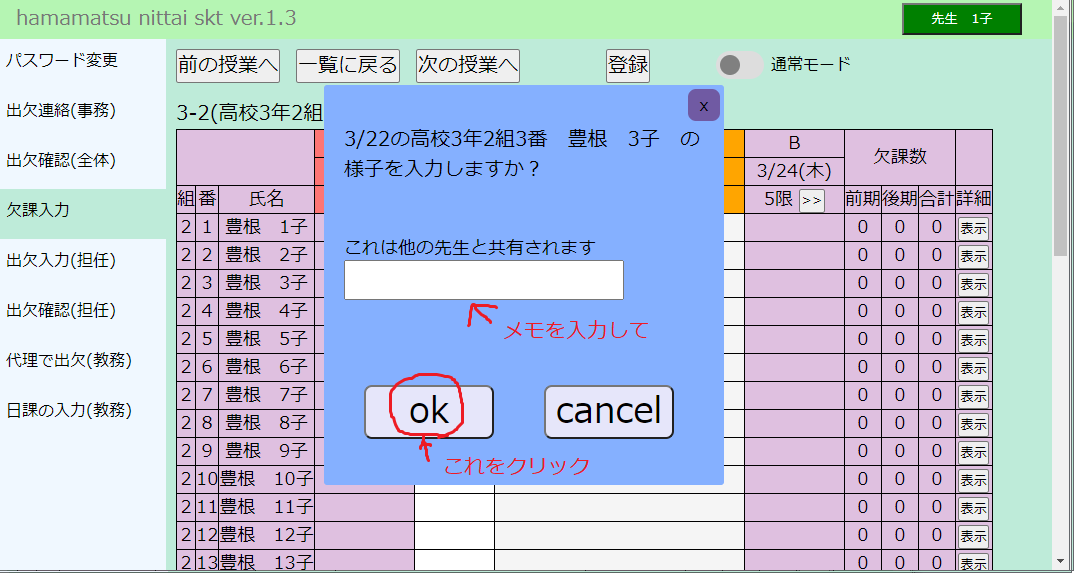 hamamatsu nittai skt ver.1.3
先生　1子
パスワード変更
出欠連絡(事務)
出欠確認(全体)
欠課入力
出欠入力(担任)
出欠確認(担任)
代理で出欠(教務)
日課の入力(教務)
前の授業へ 一覧に戻る 次の授業へ 登録 通常モード
3-2(高校3年2組
B 欠課数
3/24(木)
組 番 氏名 5限 >> 前期 後期 合計 詳細
2 1 豊根　1子 0 0 0 表示
2 2 豊根　2子 0 0 0 表示
2 3 豊根　3子 0 0 0 表示
2 4 豊根　4子 0 0 0 表示
2 5 豊根　5子 0 0 0 表示
2 6 豊根　6子 0 0 0 表示
2 7 豊根　7子 0 0 0 表示
2 8 豊根　8子 0 0 0 表示
2 9 豊根　9子 0 0 0 表示
2 10 豊根　10子 0 0 0 表示
2 11 豊根　11子 0 0 0 表示
2 12 豊根　12子 0 0 0 表示
2 13 豊根　13子 0 0 0 表示
x
3/22の高校3年2組3番　豊根　3子　の
様子を入力しますか？
これは他の先生と共有されます
メモを入力して
ok cancel
これをクリック